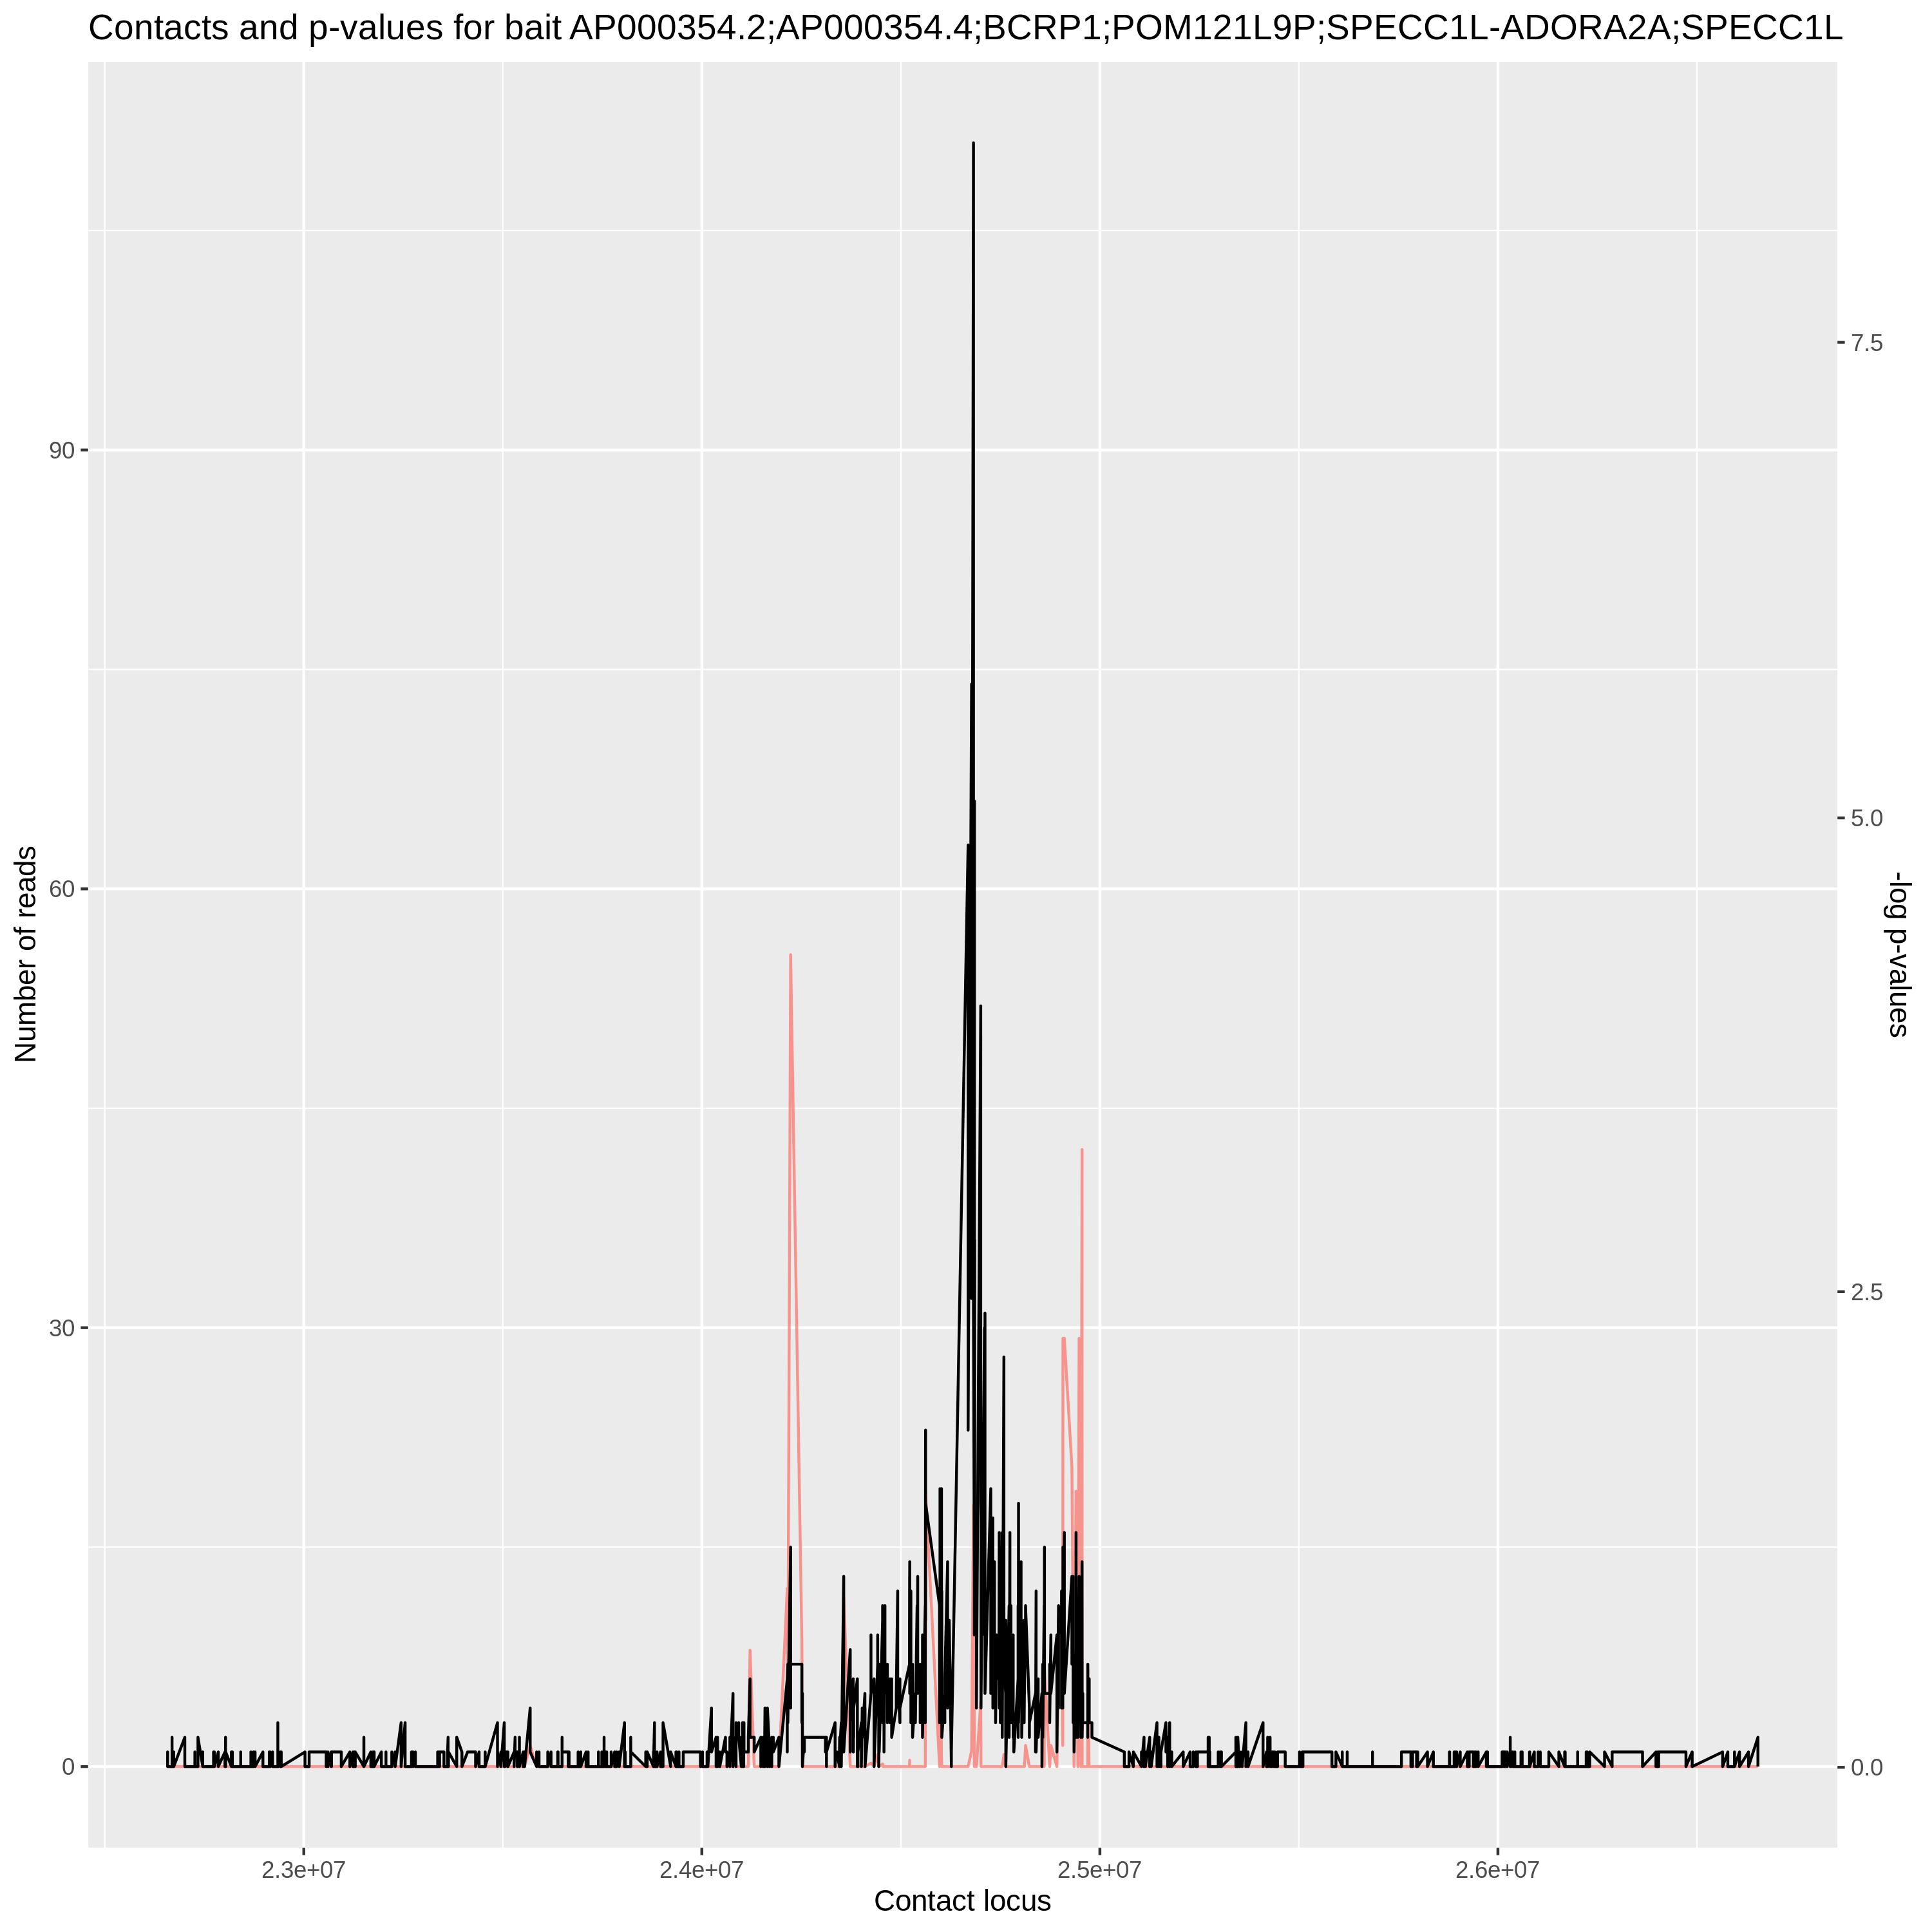 Contacts and p-values for bait AP000354.2;AP000354.4;BCRP1;POM121L9P;SPECC1L-ADORA2A;SPECC1L
7.5
90
5.0
60
Number of reads
-log p-values
2.5
30
0
0.0
2.3e+07
2.4e+07
2.5e+07
2.6e+07
Contact locus